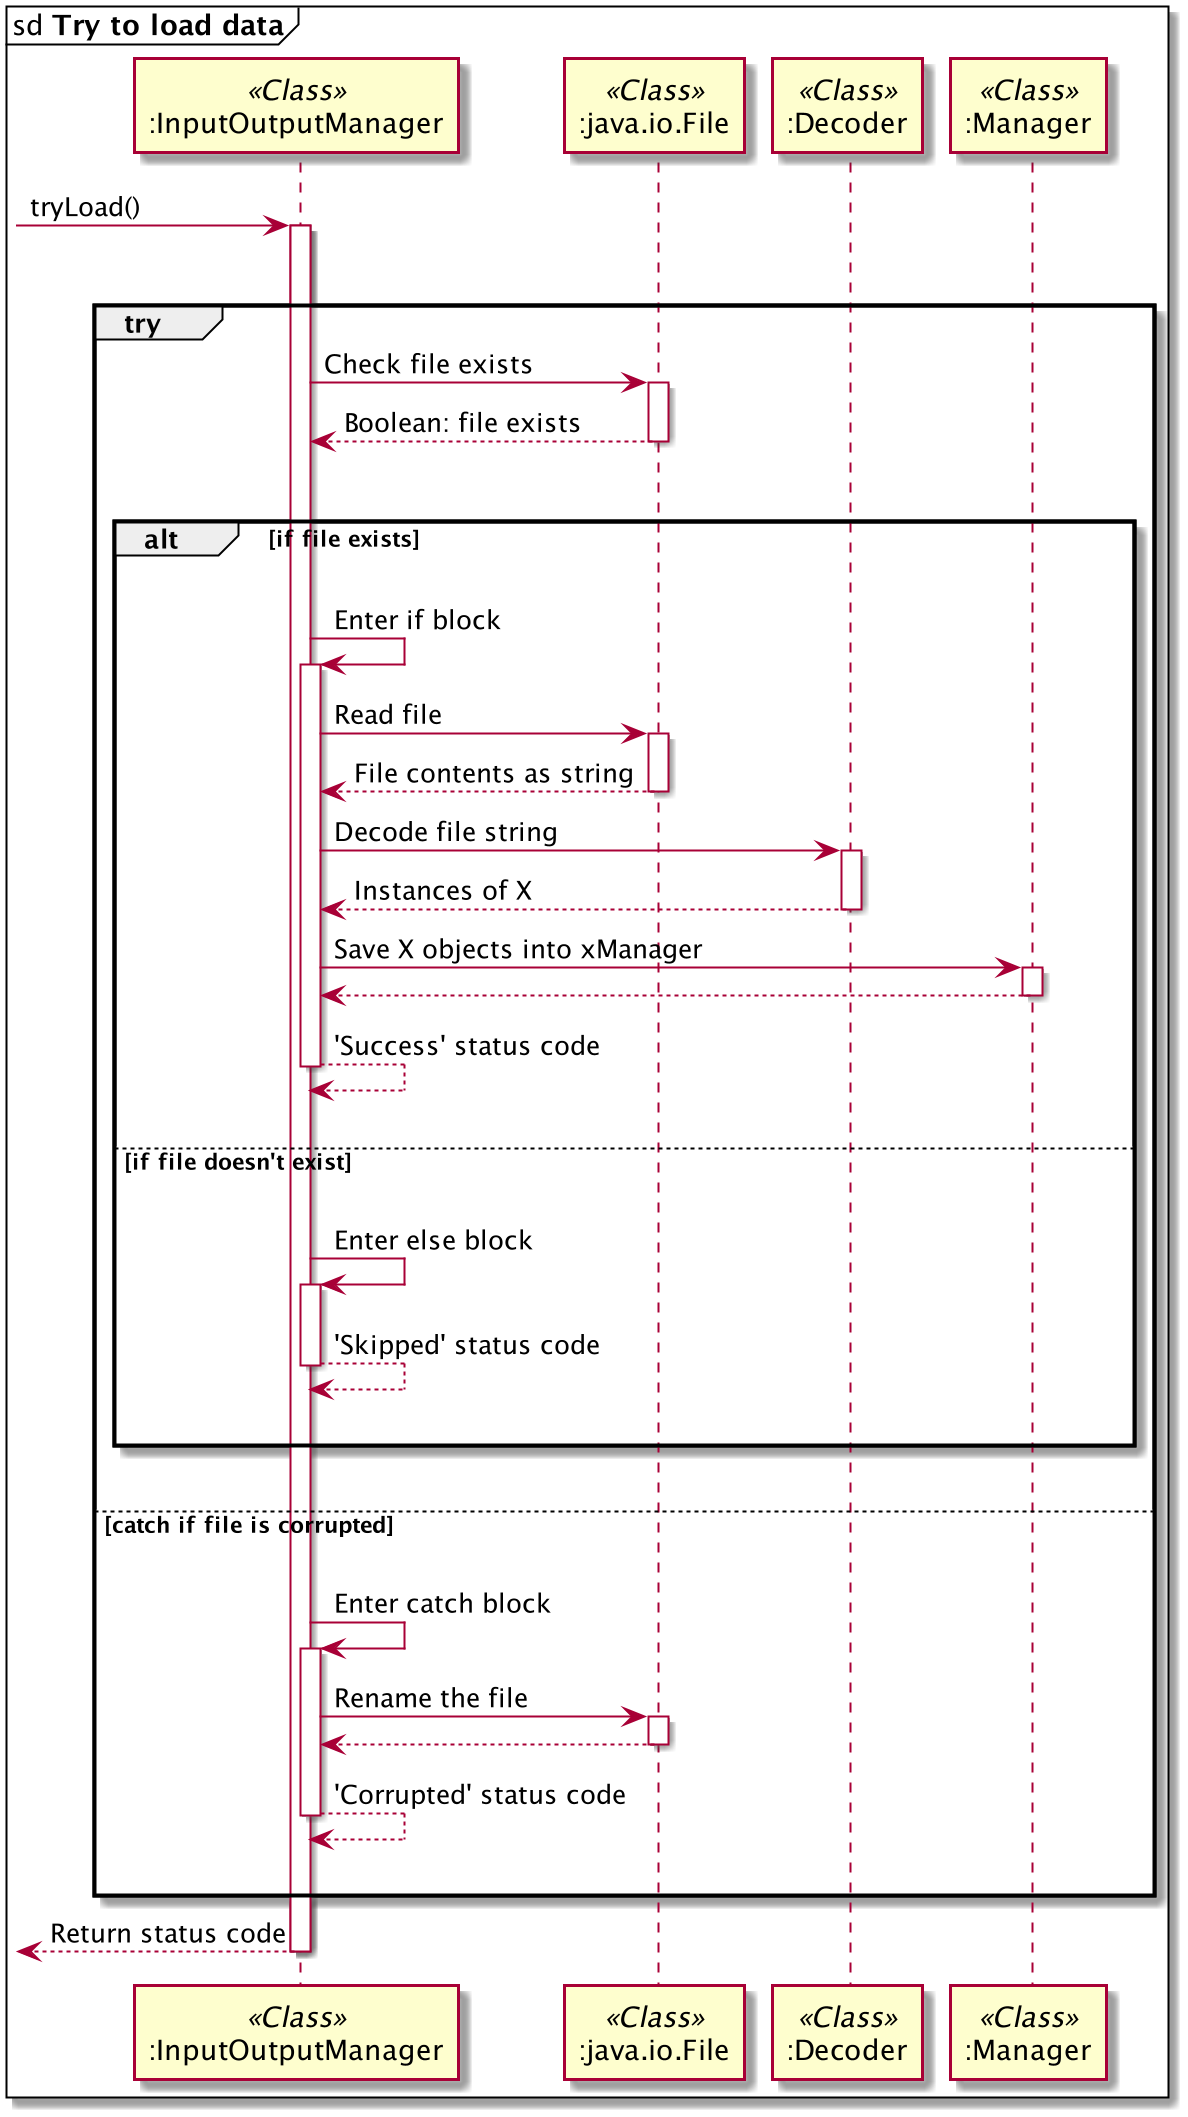 sd Try to load data
«Class»
:InputOutputManager
«Class»
:java.io.File
«Class»
:Decoder
«Class»
:Manager
tryLoad()
try
Check file exists
Boolean: file exists
alt [if file exists]
Enter if block
Read file
File contents as string
Decode file string
Instances of X
Save X objects into xManager
'Success' status code
[if file doesn't exist]
Enter else block
'Skipped' status code
[catch if file is corrupted]
Enter catch block
Rename the file
'Corrupted' status code
Return status code
«Class»
:InputOutputManager
«Class»
:java.io.File
«Class»
:Decoder
«Class»
:Manager